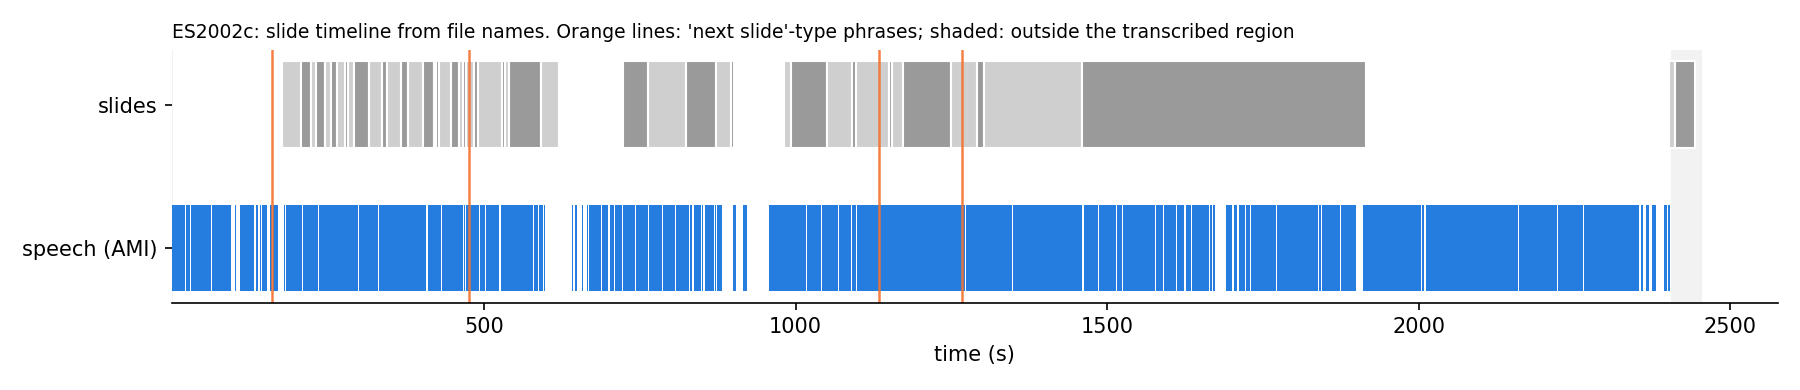 ES2002c: slide timeline from file names. Orange lines: 'next slide'-type phrases; shaded: outside the transcribed region
slides
speech (AMI)
500
1000
1500
2000
2500
time (s)